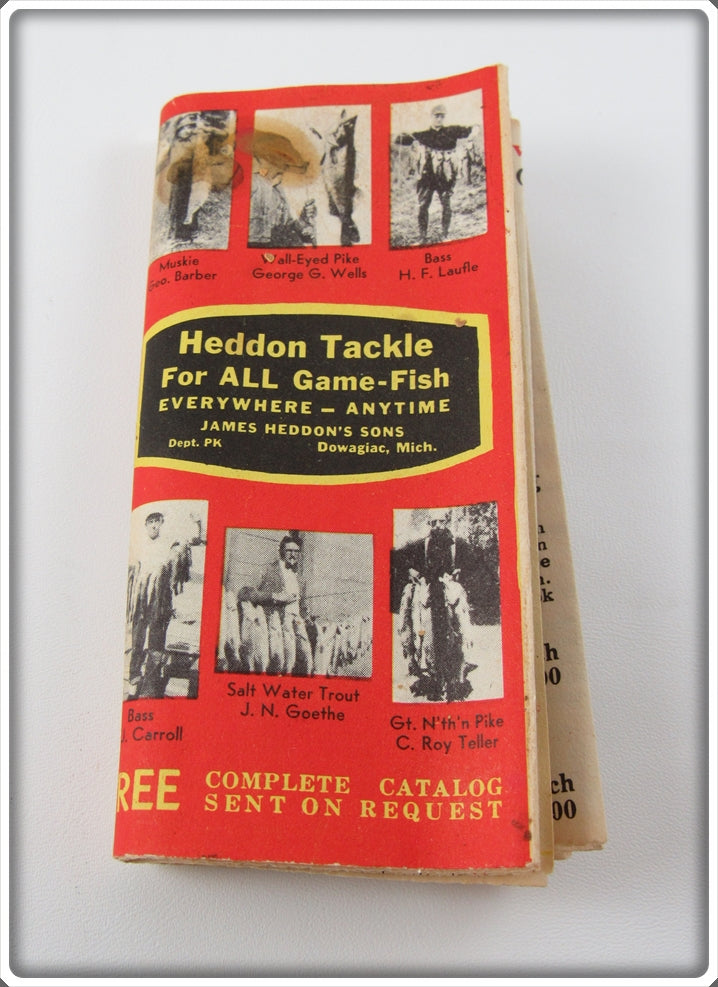 Muskie
Geo. Barber
Wall-Eyed Pike
George G. Wells
Bass
H. F. Laufle
Heddon Tackle
For ALL Game-Fish
EVERYWHERE — ANYTIME
JAMES HEDDON'S SONS
Dept. PK
Dowagiac, Mich.
Bass
J. Carroll
Salt Water Trout
J. N. Goethe
Gt. N'th'n Pike
C. Roy Teller
REE
COMPLETE CATALOG
SENT ON REQUEST
ch
00